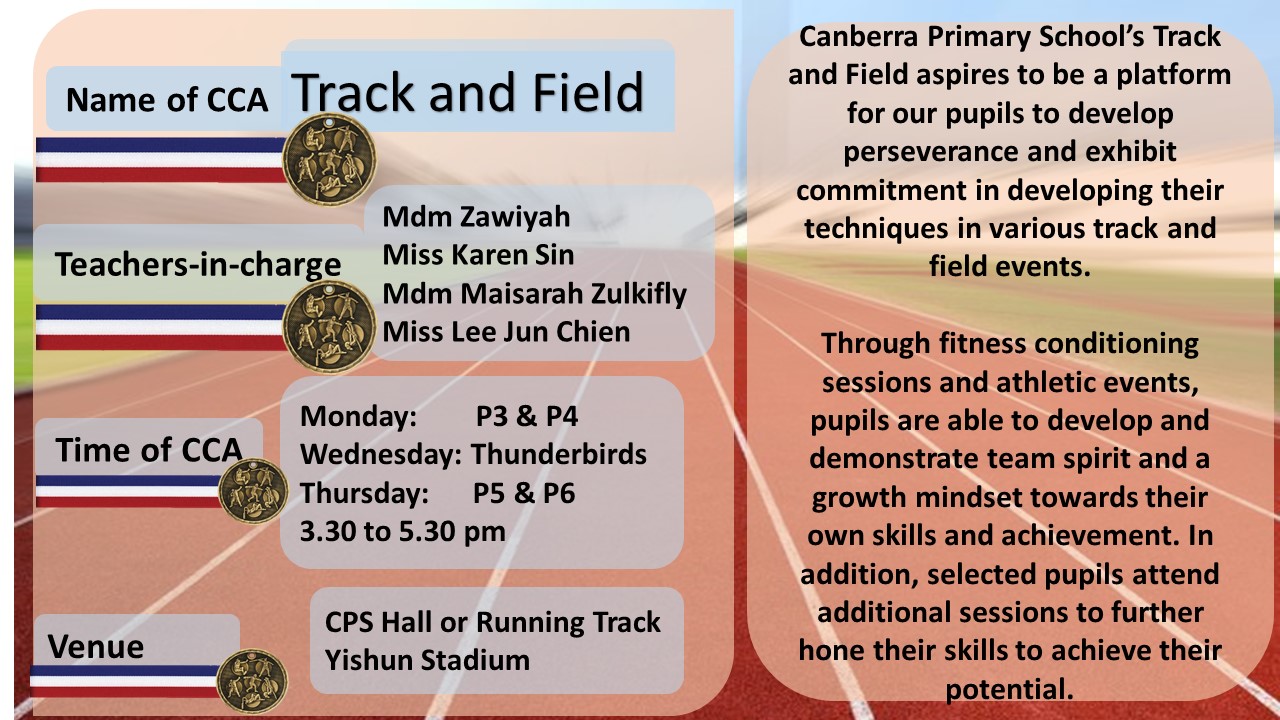 Name of CCA
Track and Field
Teachers-in-charge
Mdm Zawiyah
Miss Karen Sin
Mdm Maisarah Zulkifly
Miss Lee Jun Chien
Time of CCA
Monday: P3 & P4
Wednesday: Thunderbirds
Thursday: P5 & P6
3.30 to 5.30 pm
Venue
CPS Hall or Running Track
Yishun Stadium
Canberra Primary School’s Track
and Field aspires to be a platform
for our pupils to develop
perseverance and exhibit
commitment in developing their
techniques in various track and
field events.
Through fitness conditioning
sessions and athletic events,
pupils are able to develop and
demonstrate team spirit and a
growth mindset towards their
own skills and achievement. In
addition, selected pupils attend
additional sessions to further
hone their skills to achieve their
potential.